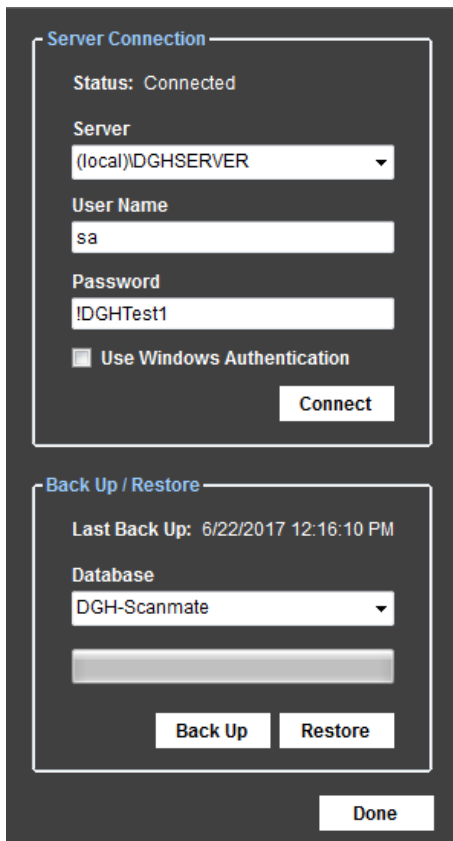 Server Connection
Status: Connected
Server
(local)\DGHSERVER
User Name
sa
Password
!DGHTest1
Use Windows Authentication
Connect
Back Up / Restore
Last Back Up: 6/22/2017 12:16:10 PM
Database
DGH-Scanmate
Back Up Restore
Done